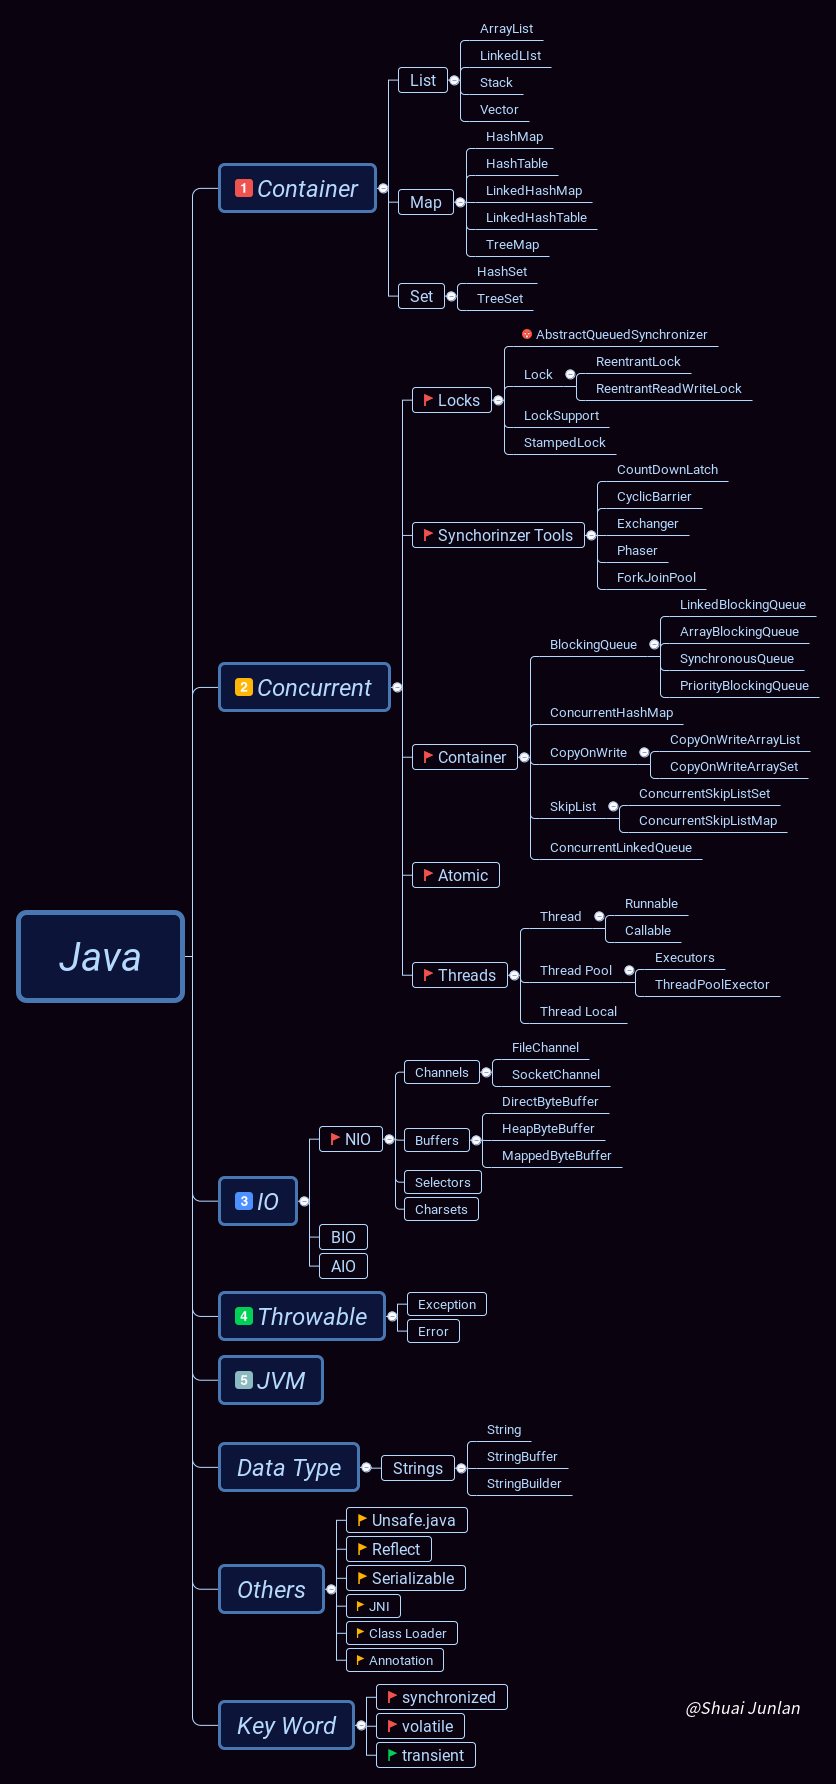 Java
1 Container
List
ArrayList
LinkedLIst
Stack
Vector
Map
HashMap
HashTable
LinkedHashMap
LinkedHashTable
TreeMap
Set
HashSet
TreeSet
2 Concurrent
Locks
AbstractQueuedSynchronizer
Lock
ReentrantLock
ReentrantReadWriteLock
LockSupport
StampedLock
Synchorinzer Tools
CountDownLatch
CyclicBarrier
Exchanger
Phaser
ForkJoinPool
Container
BlockingQueue
LinkedBlockingQueue
ArrayBlockingQueue
SynchronousQueue
PriorityBlockingQueue
ConcurrentHashMap
CopyOnWrite
CopyOnWriteArrayList
CopyOnWriteArraySet
SkipList
ConcurrentSkipListSet
ConcurrentSkipListMap
ConcurrentLinkedQueue
Atomic
Threads
Thread
Runnable
Callable
Thread Pool
Executors
ThreadPoolExector
Thread Local
3 IO
NIO
Channels
FileChannel
SocketChannel
Buffers
DirectByteBuffer
HeapByteBuffer
MappedByteBuffer
Selectors
Charsets
BIO
AIO
4 Throwable
Exception
Error
5 JVM
Data Type
Strings
String
StringBuffer
StringBuilder
Others
Unsafe.java
Reflect
Serializable
JNI
Class Loader
Annotation
Key Word
synchronized
volatile
transient
@Shuai Junlan